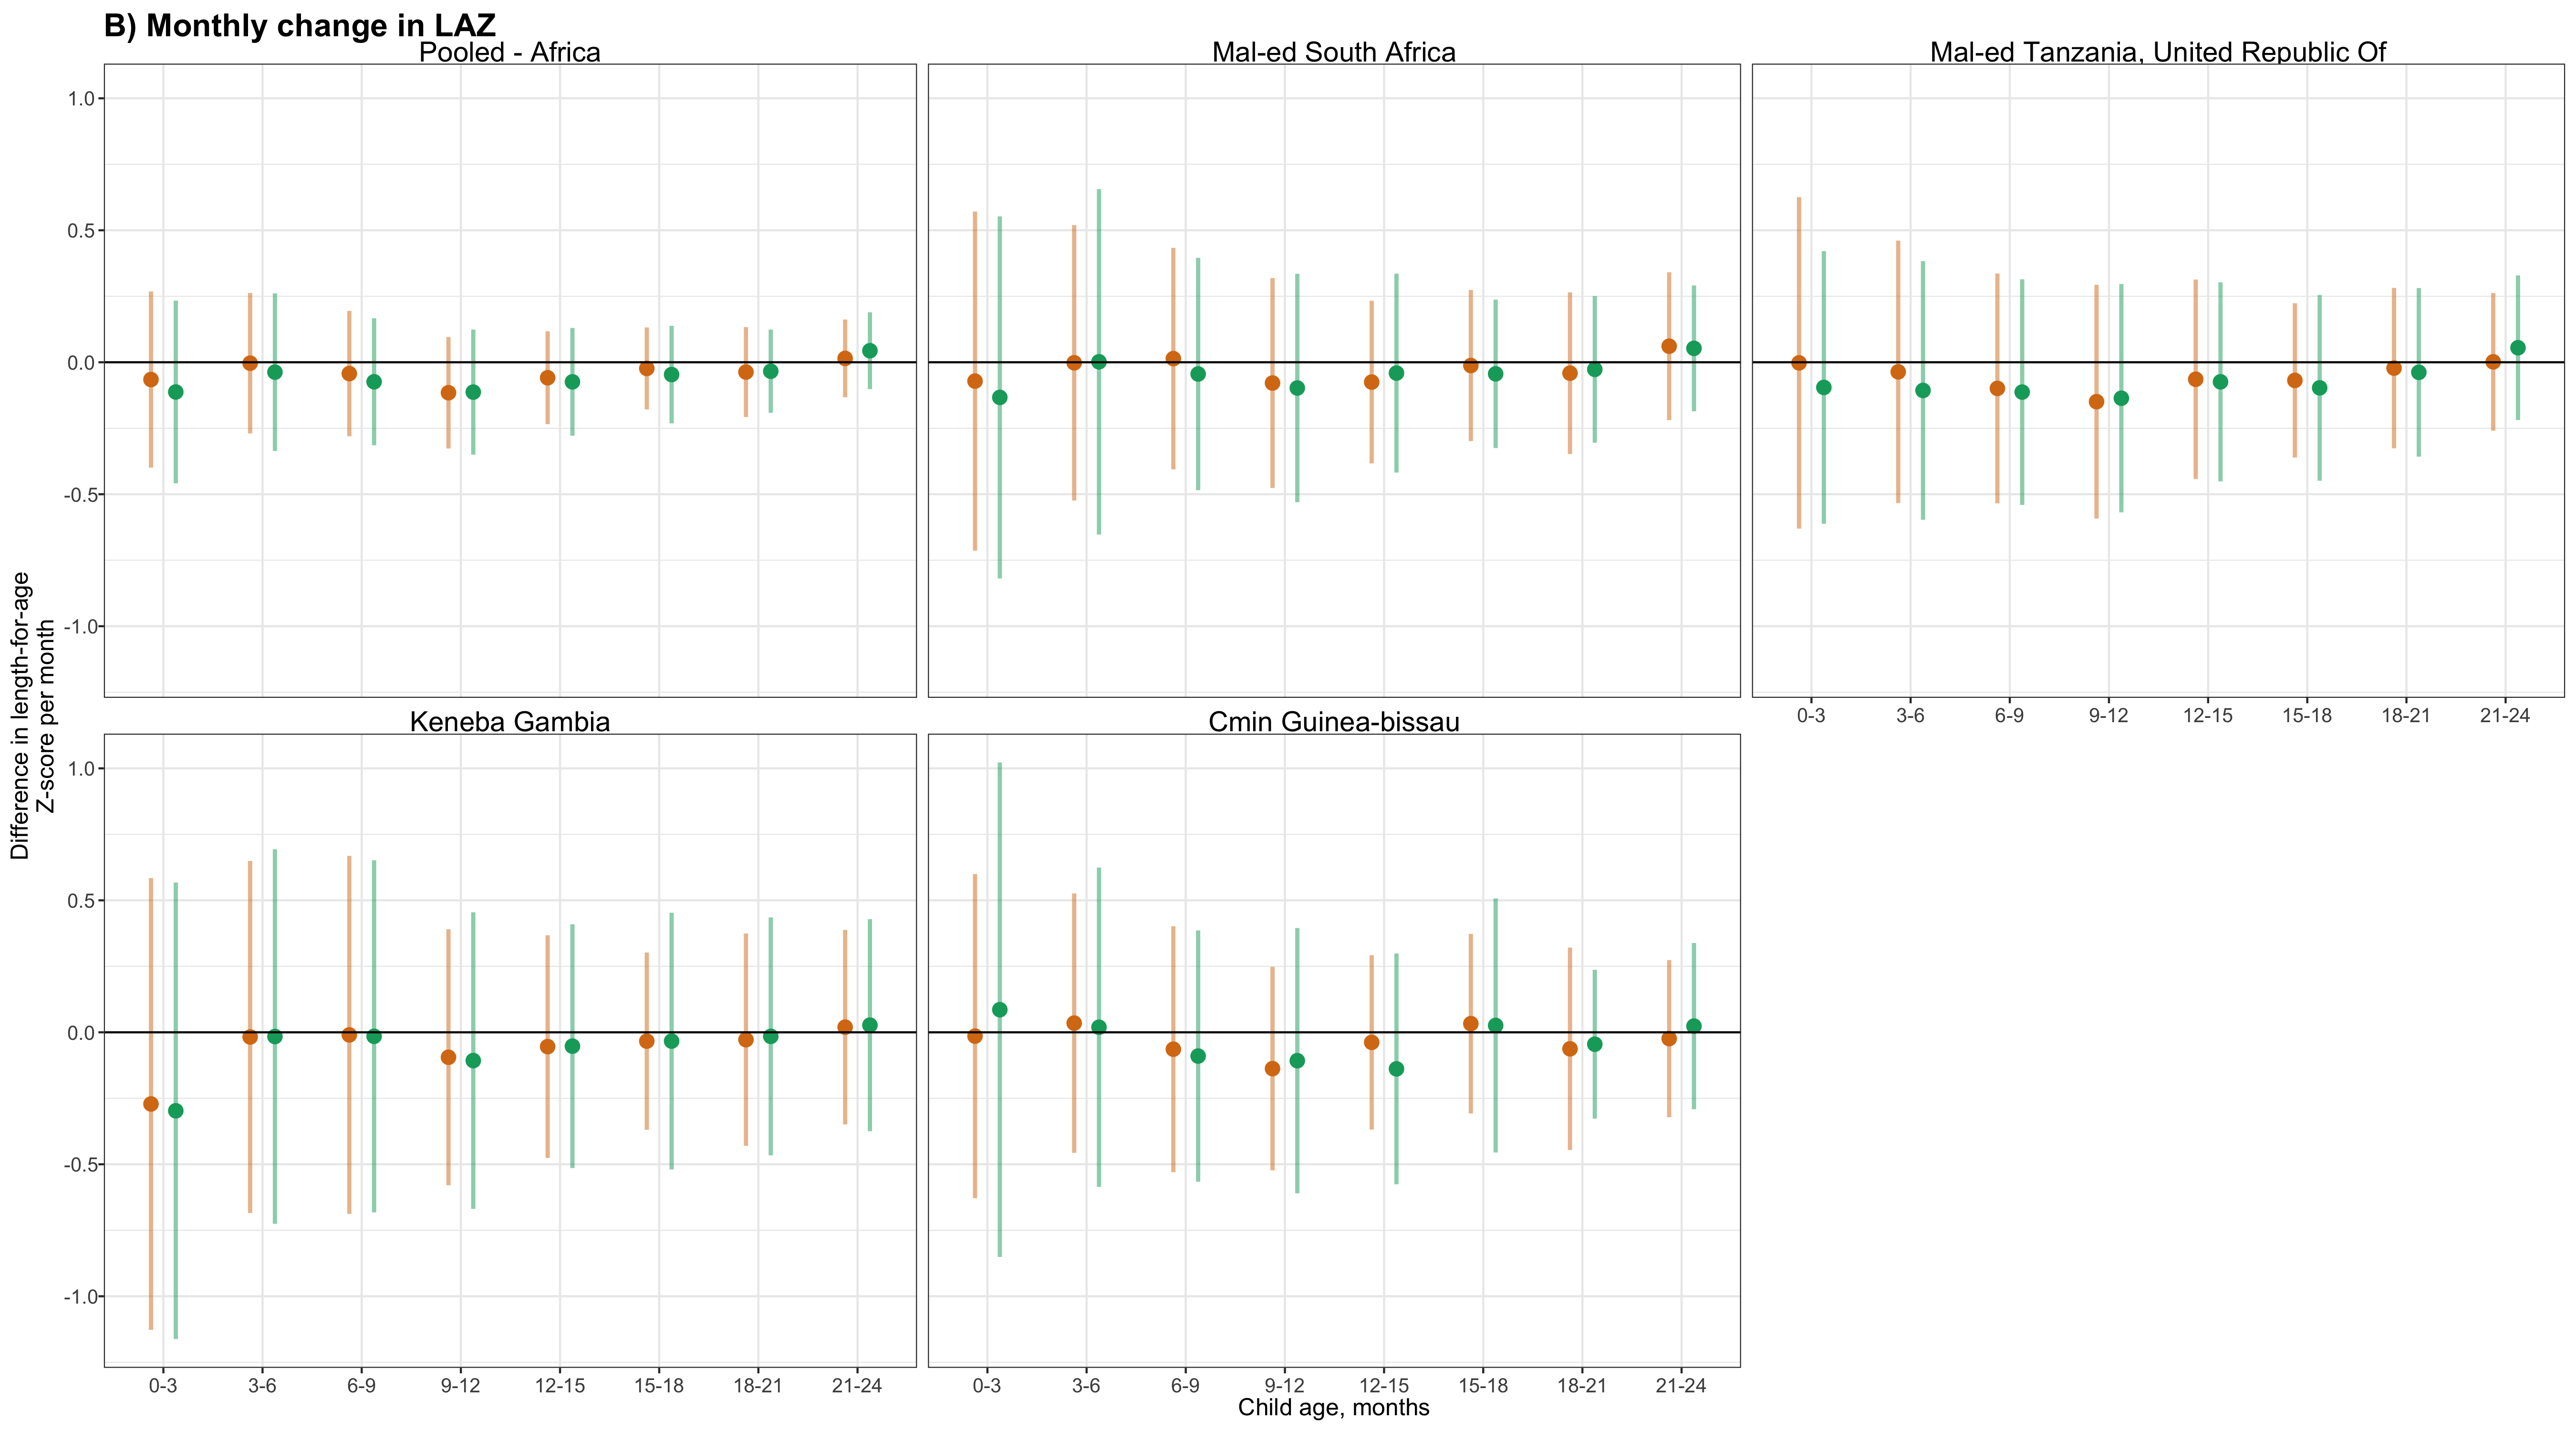 B) Monthly change in LAZ
Pooled - Africa
Mal-ed South Africa
Mal-ed Tanzania, United Republic Of
1.0
0.5
0.0
-0.5
-1.0
0-3 3-6 6-9 9-12 12-15 15-18 18-21 21-24
Difference in length-for-age
Z-score per month
Keneba Gambia
Cmin Guinea-bissau
1.0
0.5
0.0
-0.5
-1.0
0-3 3-6 6-9 9-12 12-15 15-18 18-21 21-24
0-3 3-6 6-9 9-12 12-15 15-18 18-21 21-24
Child age, months